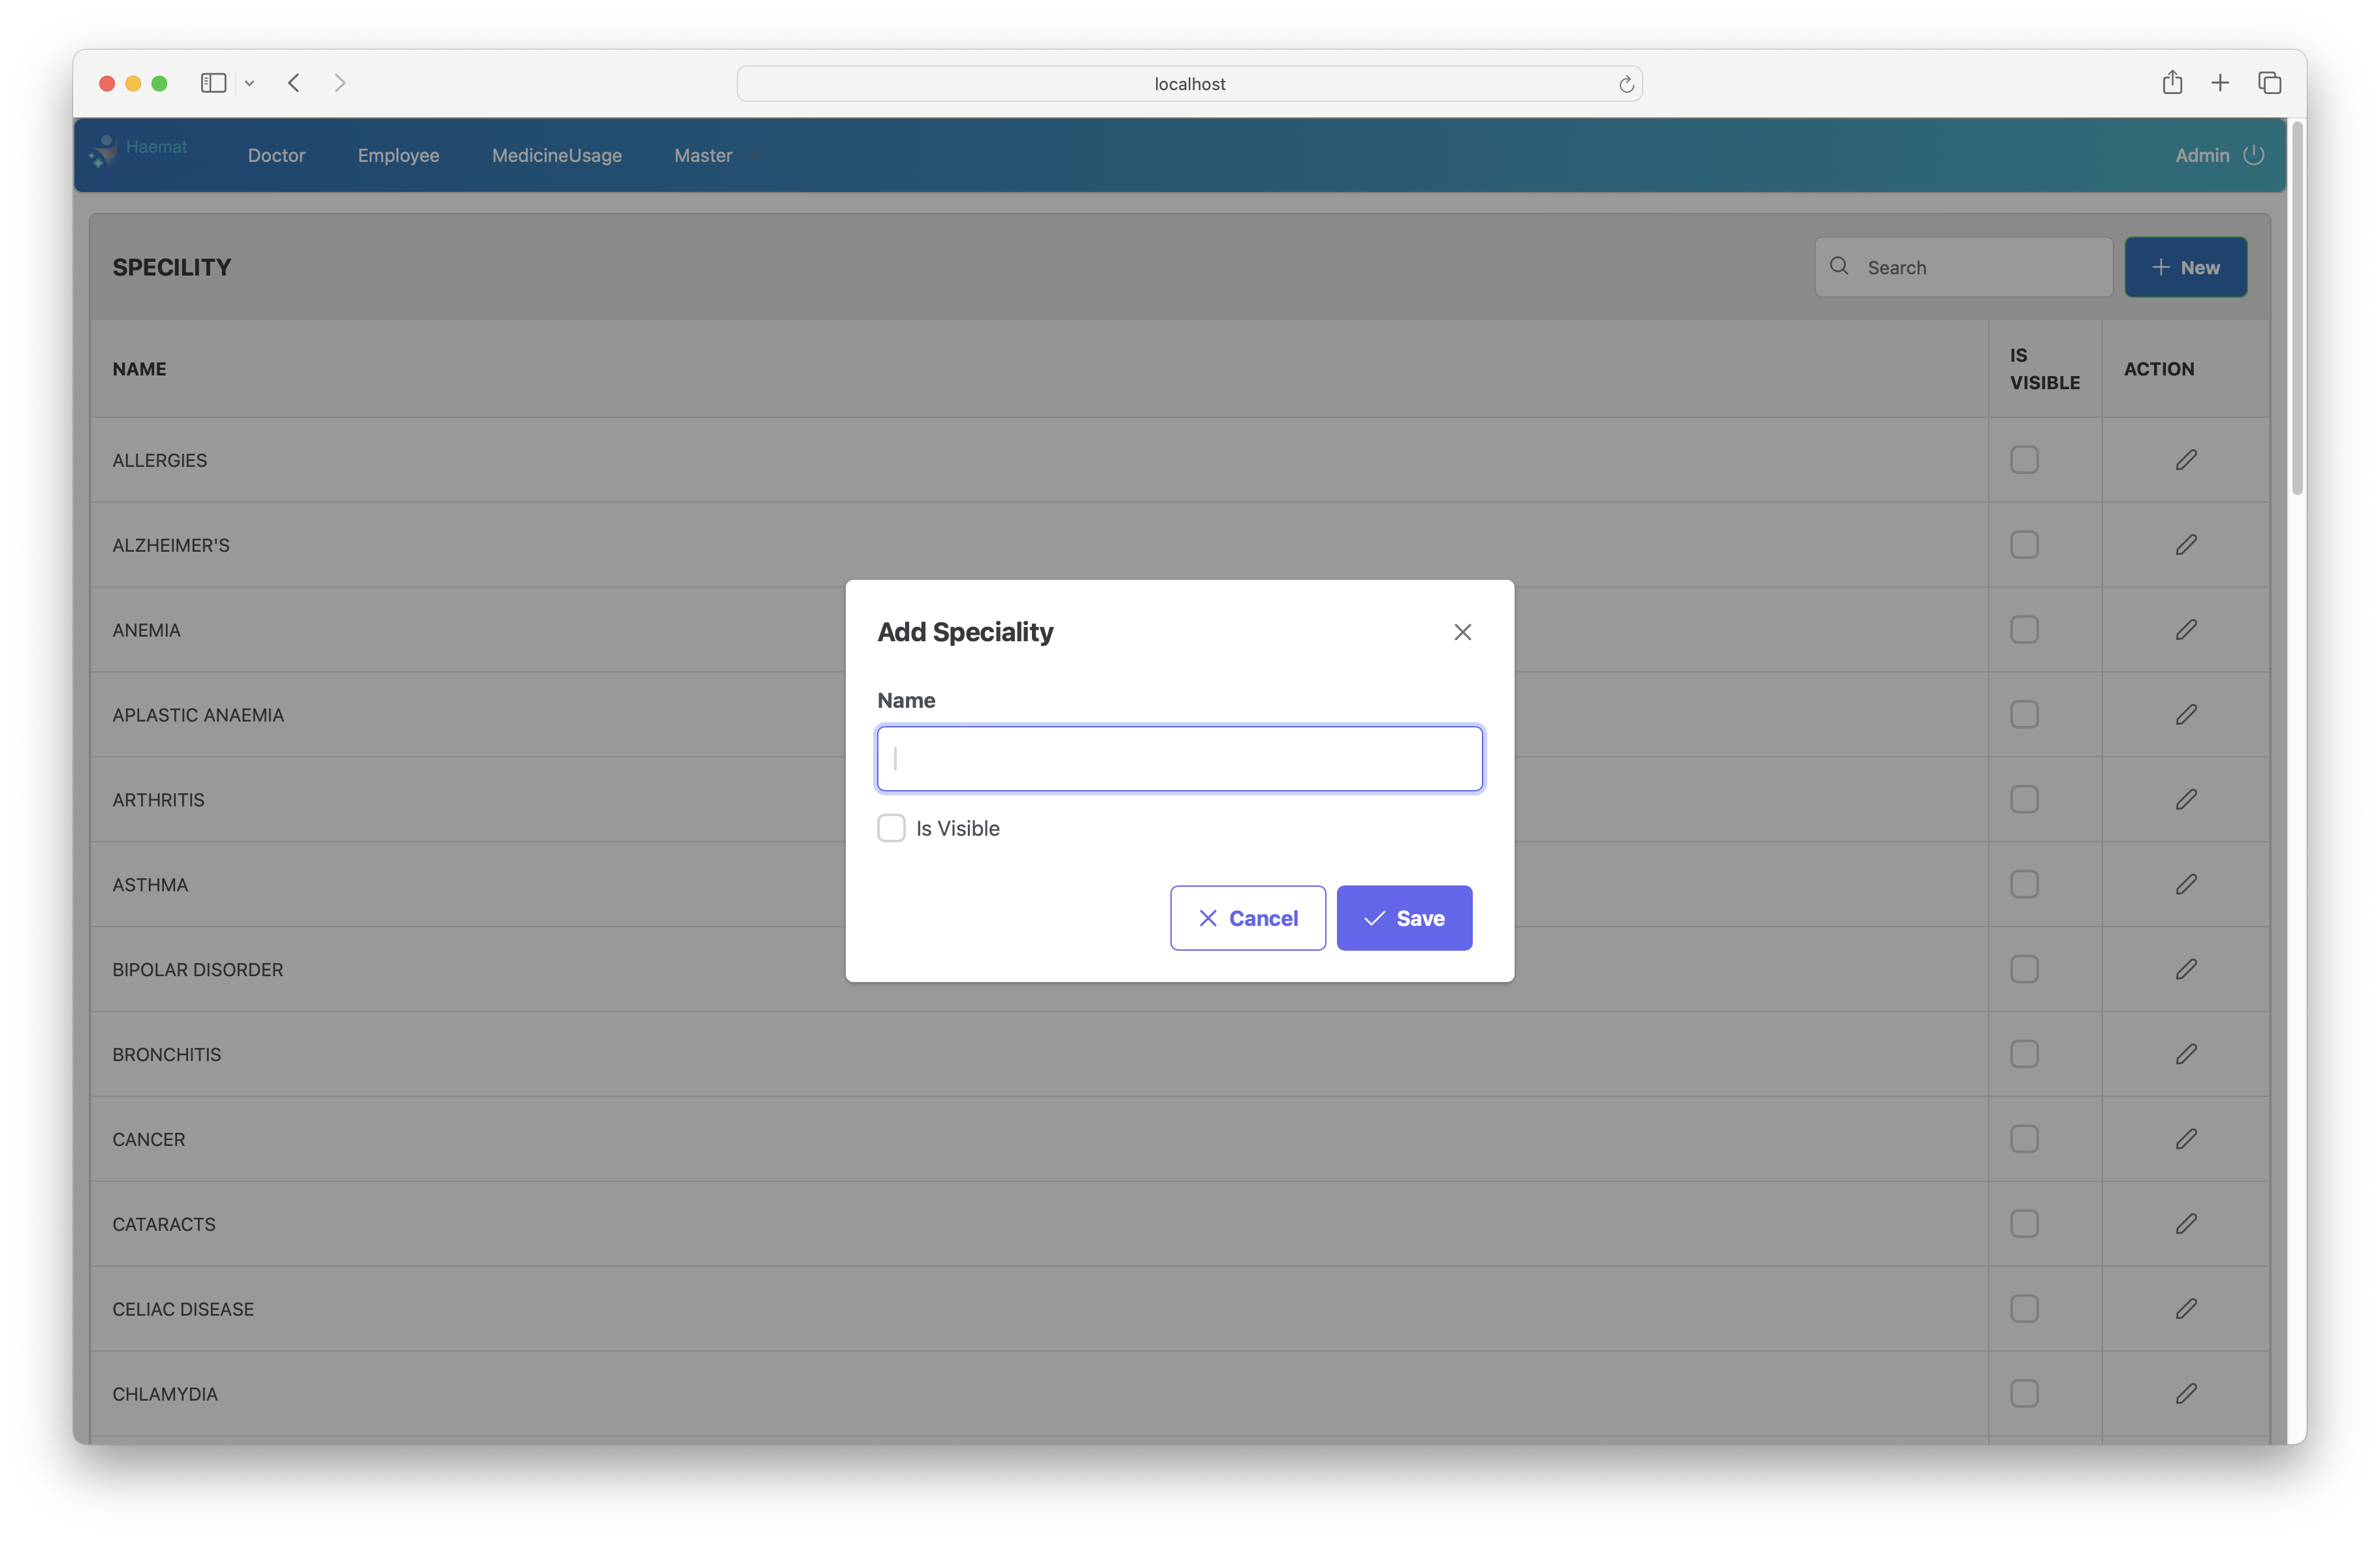 localhost
Haemat
Doctor Employee MedicineUsage Master Admin
SPECILITY Search New
NAME IS VISIBLE ACTION
ALLERGIES
ALZHEIMER'S
ANEMIA
APLASTIC ANAEMIA
ARTHRITIS
ASTHMA
BIPOLAR DISORDER
BRONCHITIS
CANCER
CATARACTS
CELIAC DISEASE
CHLAMYDIA
Add Speciality
Name
Is Visible
Cancel Save